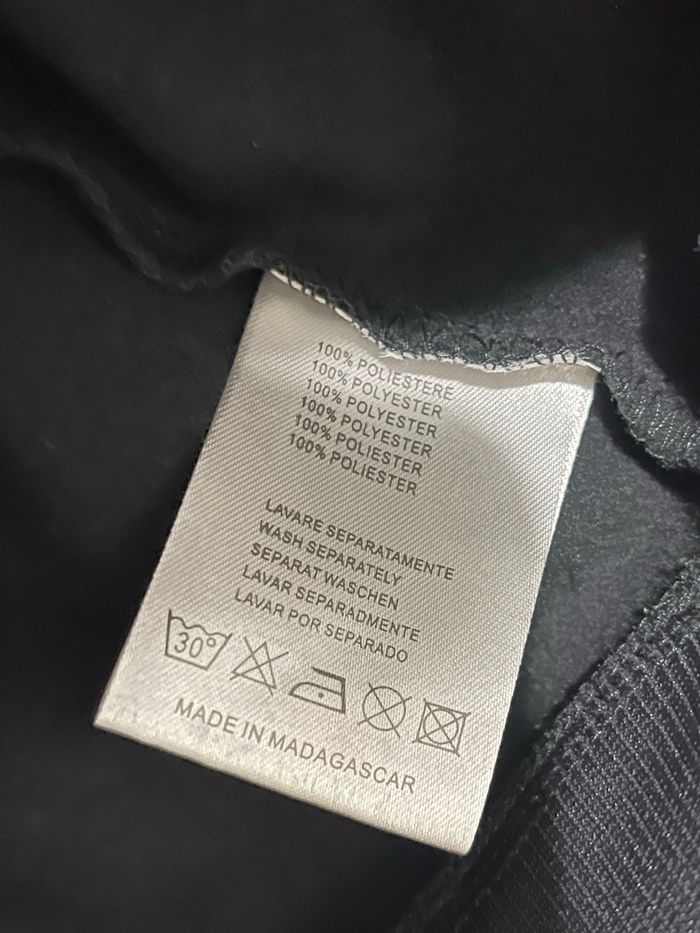 100% POLIESTERE
100% POLYESTER
100% POLYESTER
100% POLYESTER
100% POLIESTER
100% POLIESTER
LAVARE SEPARATAMENTE
WASH SEPARATELY
SEPARAT WASCHEN
LAVAR SEPARADMENTE
LAVAR POR SEPARADO
30°
MADE IN MADAGASCAR